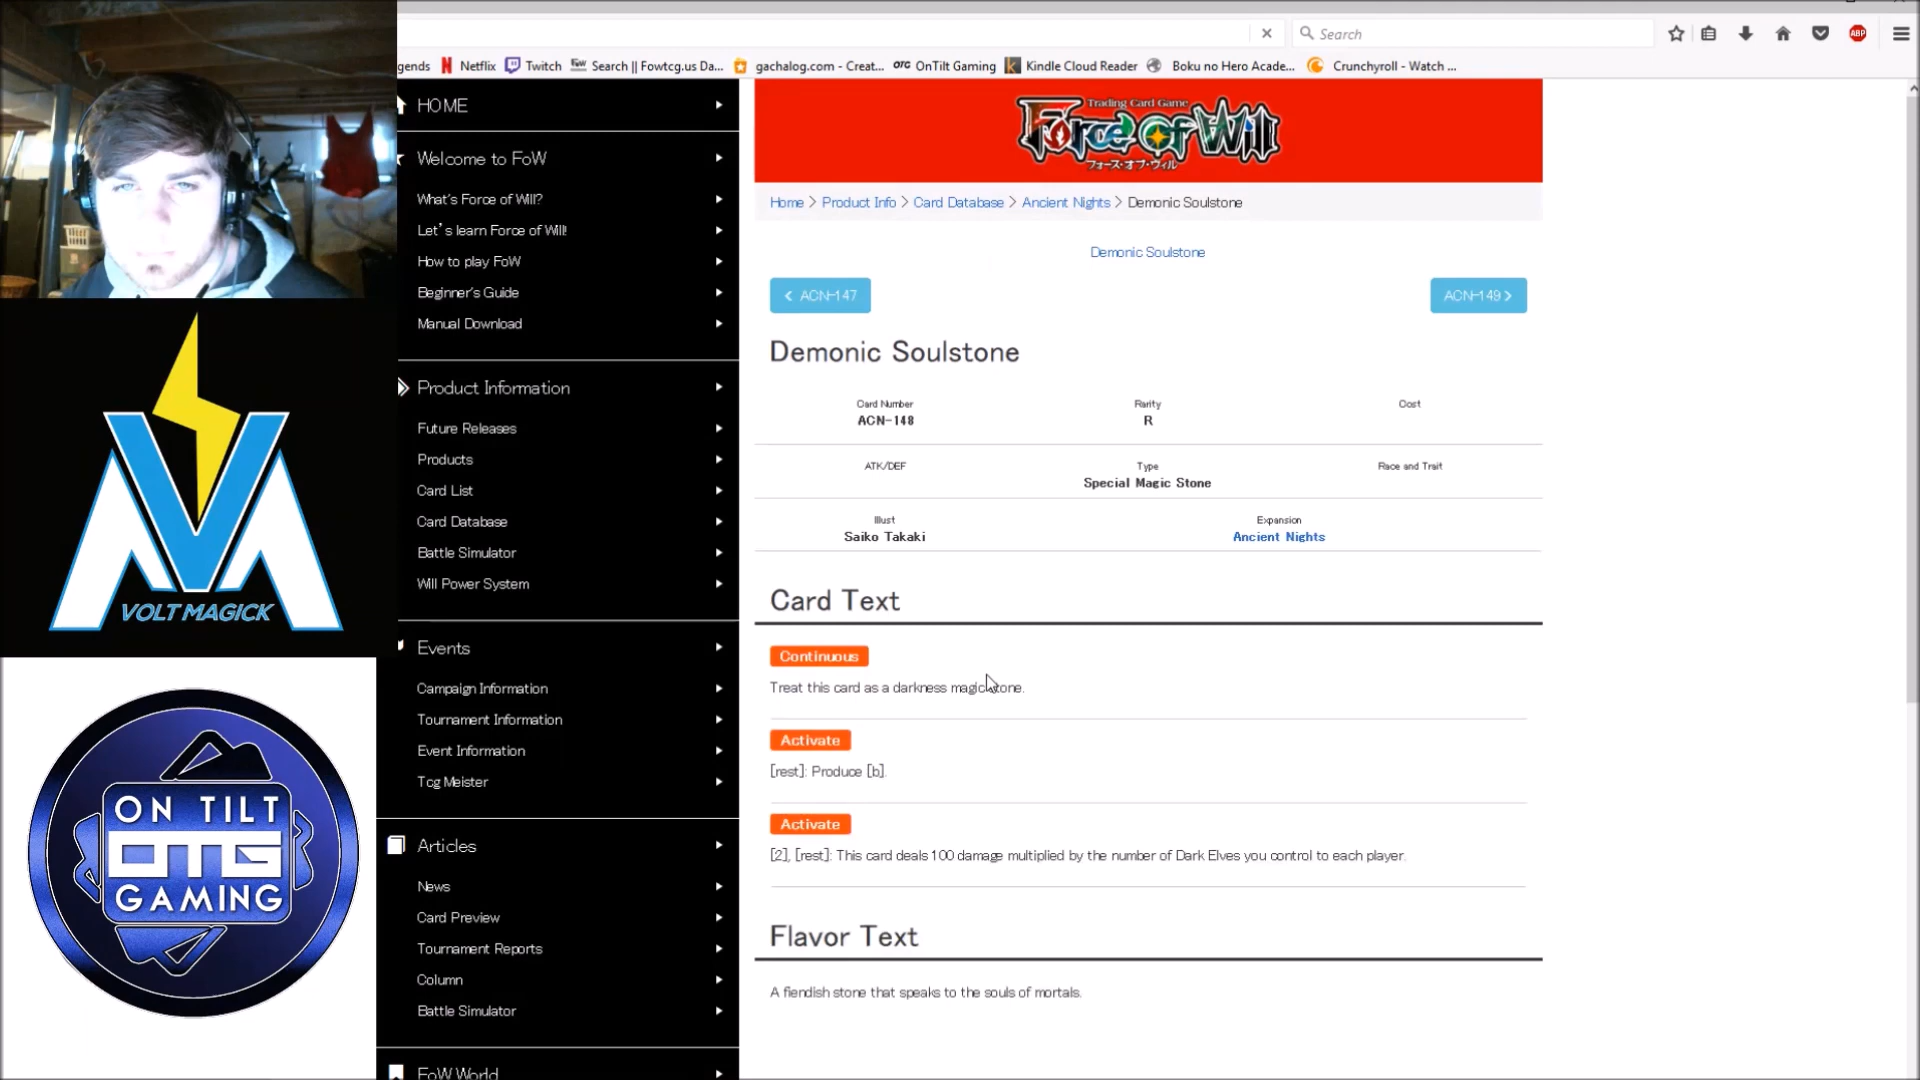 Search
gends Netflix Twitch Search || Fowtcg.us Da... gachalog.com - Creat... OTG OnTilt Gaming Kindle Cloud Reader Boku no Hero Acade... Crunchyroll - Watch ...
ABP
HOME
Welcome to FoW
What's Force of Will?
Let's learn Force of Will!
How to play FoW
Beginner's Guide
Manual Download
Product Information
Future Releases
Products
Card List
Card Database
Battle Simulator
Will Power System
Events
Campaign Information
Tournament Information
Event Information
Tcg Meister
Articles
News
Card Preview
Tournament Reports
Column
Battle Simulator
FoW World
VOLT MAGICK
ON TILT
OTG
GAMING
Trading Card Game
Force of Will
フォース・オブ・ウィル
Home > Product Info > Card Database > Ancient Nights > Demonic Soulstone
Demonic Soulstone
< ACN-147
ACN-149 >
Demonic Soulstone
Card Number Rarity Cost
ACN-148 R
ATK/DEF Type Race and Trait
Special Magic Stone
Illust Expansion
Saiko Takaki Ancient Nights
Card Text
Continuous
Treat this card as a darkness magic stone.
Activate
[rest]: Produce [b].
Activate
[2], [rest]: This card deals 100 damage multiplied by the number of Dark Elves you control to each player.
Flavor Text
A fiendish stone that speaks to the souls of mortals.